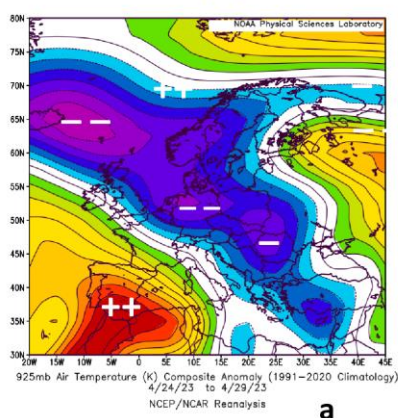 NOAA Physical Sciences Laboratory
80N
75N
70N
65N
60N
55N
50N
45N
40N
35N
30N
++
--
--
--
--
-
++
20W 15W 10W 5W 0 5E 10E 15E 20E 25E 30E 35E 40E 45E
925mb Air Temperature (K) Composite Anomaly (1991-2020 Climatology)
4/24/23 to 4/29/23
NCEP/NCAR Reanalysis
a